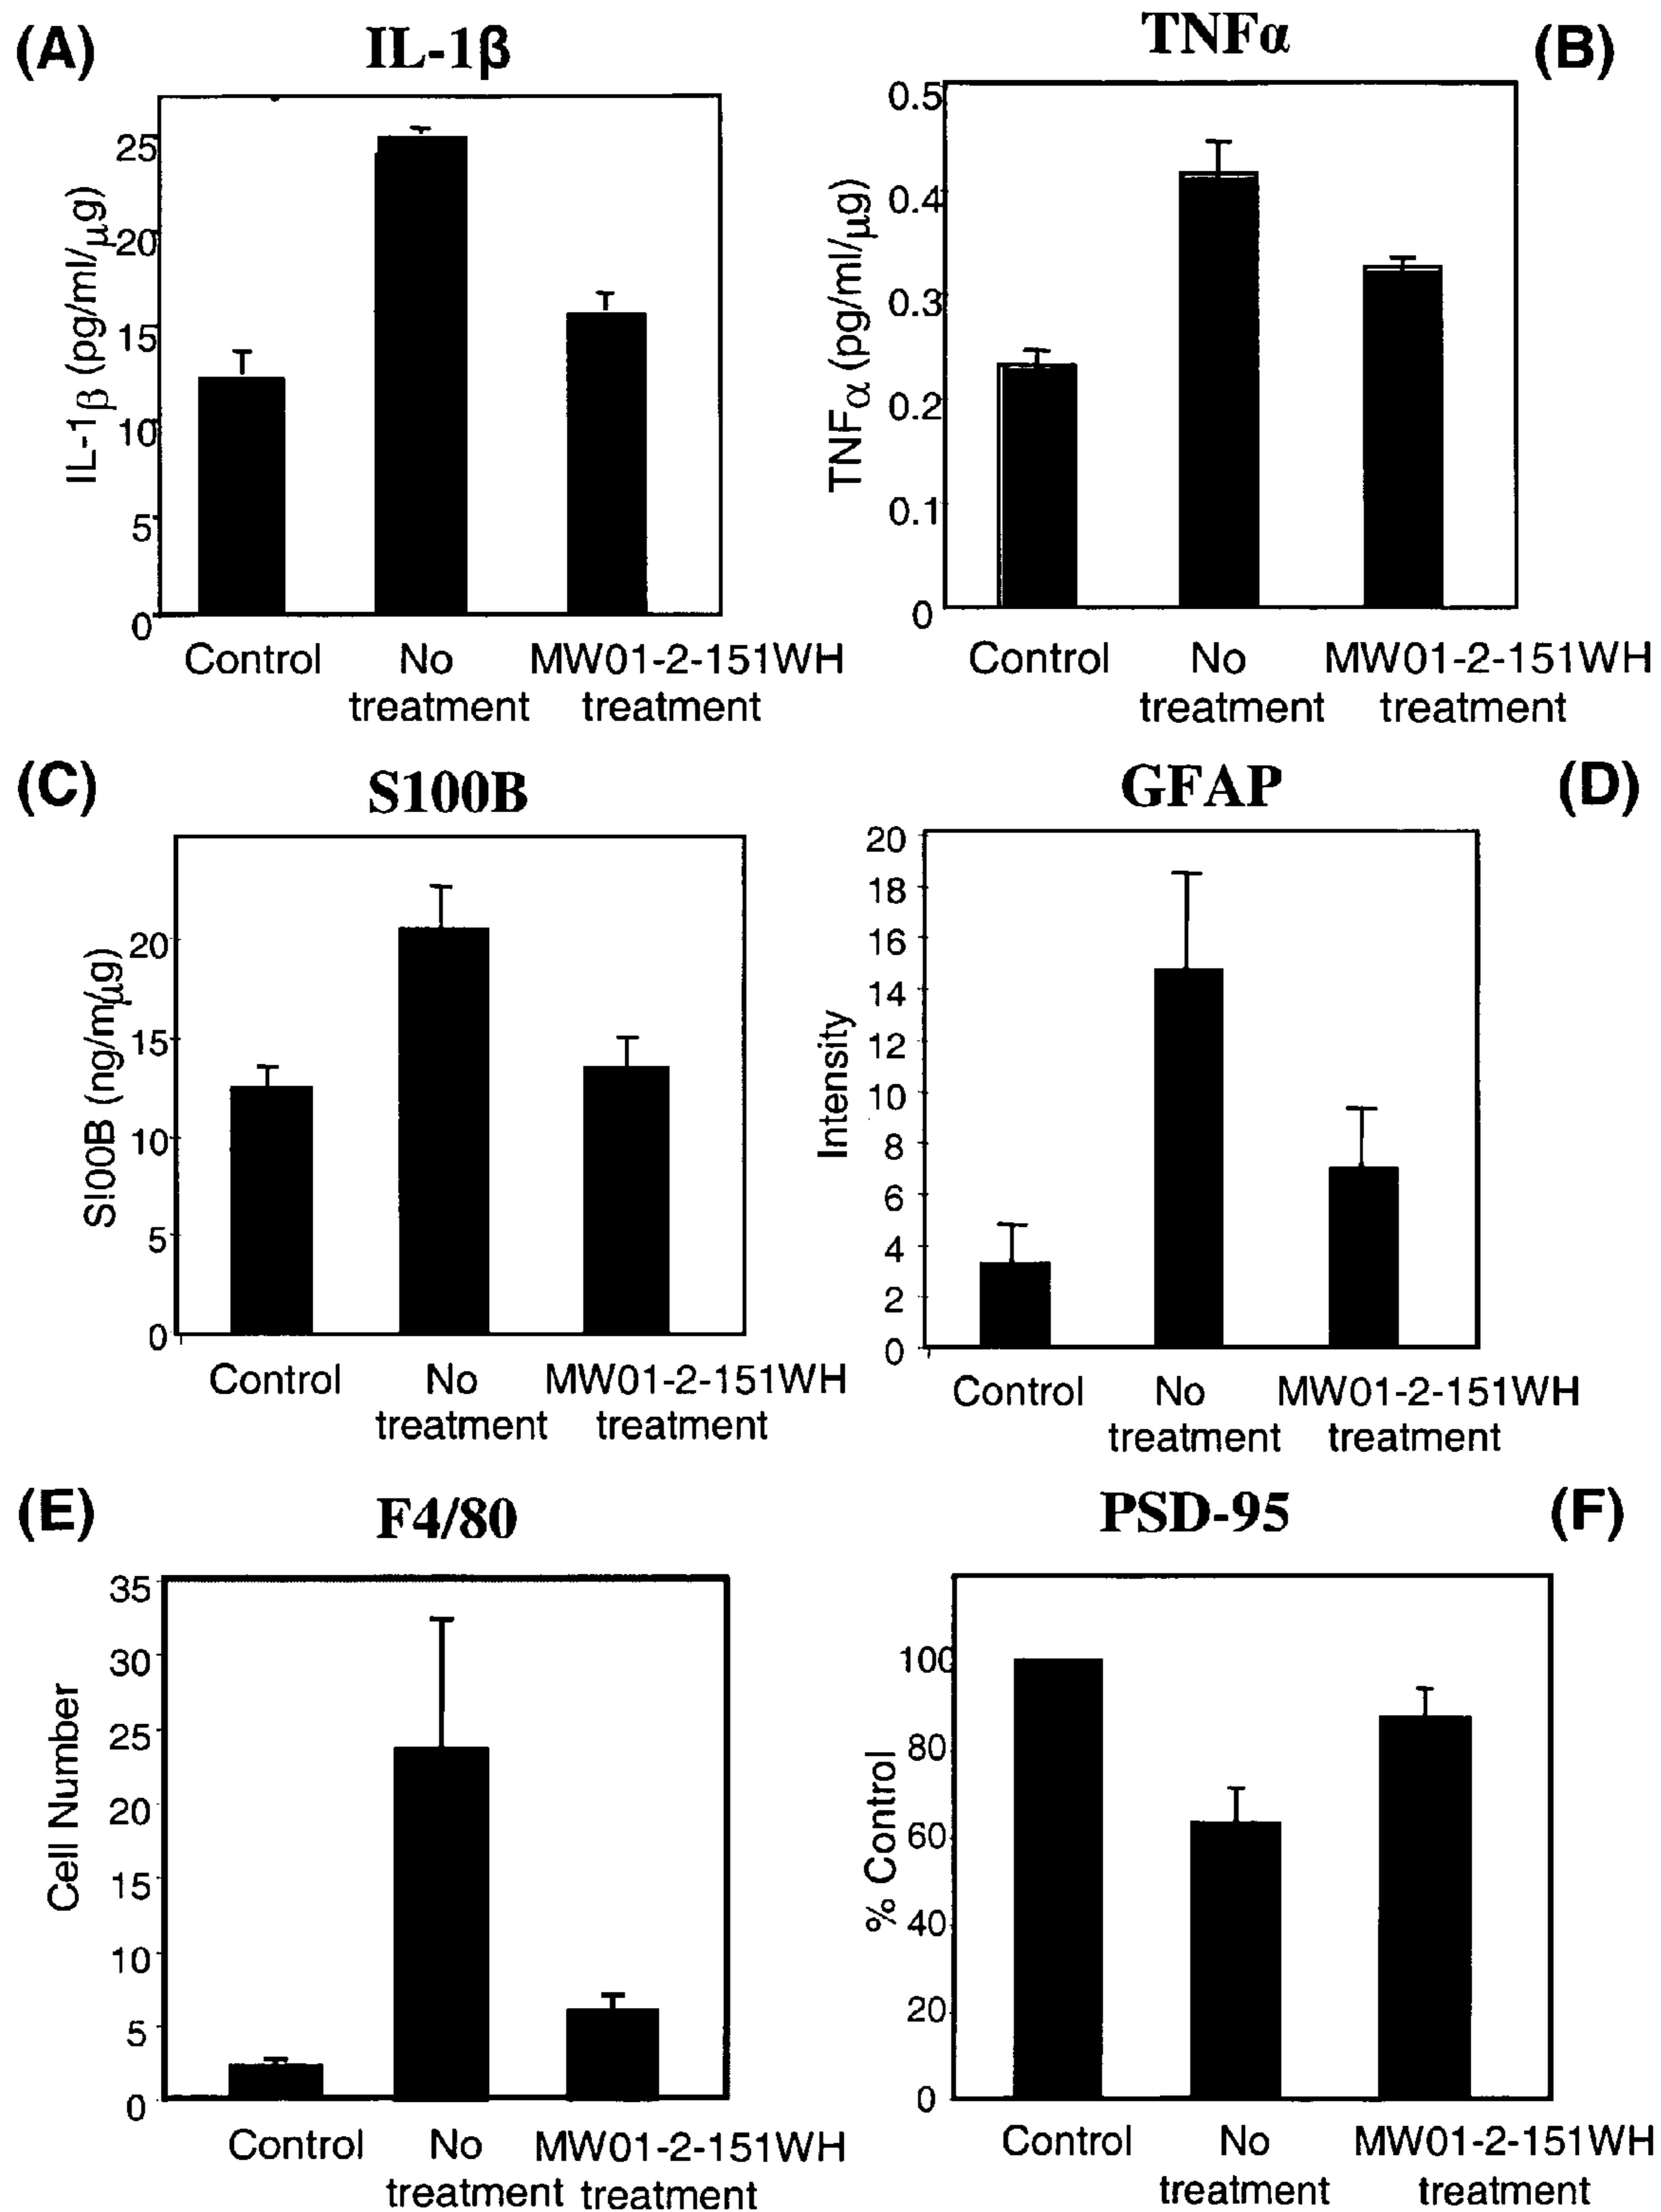 (A)
IL-1β
IL-1β (pg/ml/µg)
25
20
15
10
5
0
Control
No treatment
MW01-2-151WH treatment
TNFα
(B)
TNFα (pg/ml/µg)
0.5
0.4
0.3
0.2
0.1
0
Control
No treatment
MW01-2-151WH treatment
(C)
S100B
S!00B (ng/m/µg)
20
15
10
5
0
Control
No treatment
MW01-2-151WH treatment
GFAP
(D)
Intensity
20
18
16
14
12
10
8
6
4
2
0
Control
No treatment
MW01-2-151WH treatment
(E)
F4/80
Cell Number
35
30
25
20
15
10
5
0
Control
No treatment
MW01-2-151WH treatment
PSD-95
(F)
% Control
100
80
60
40
20
0
Control
No treatment
MW01-2-151WH treatment